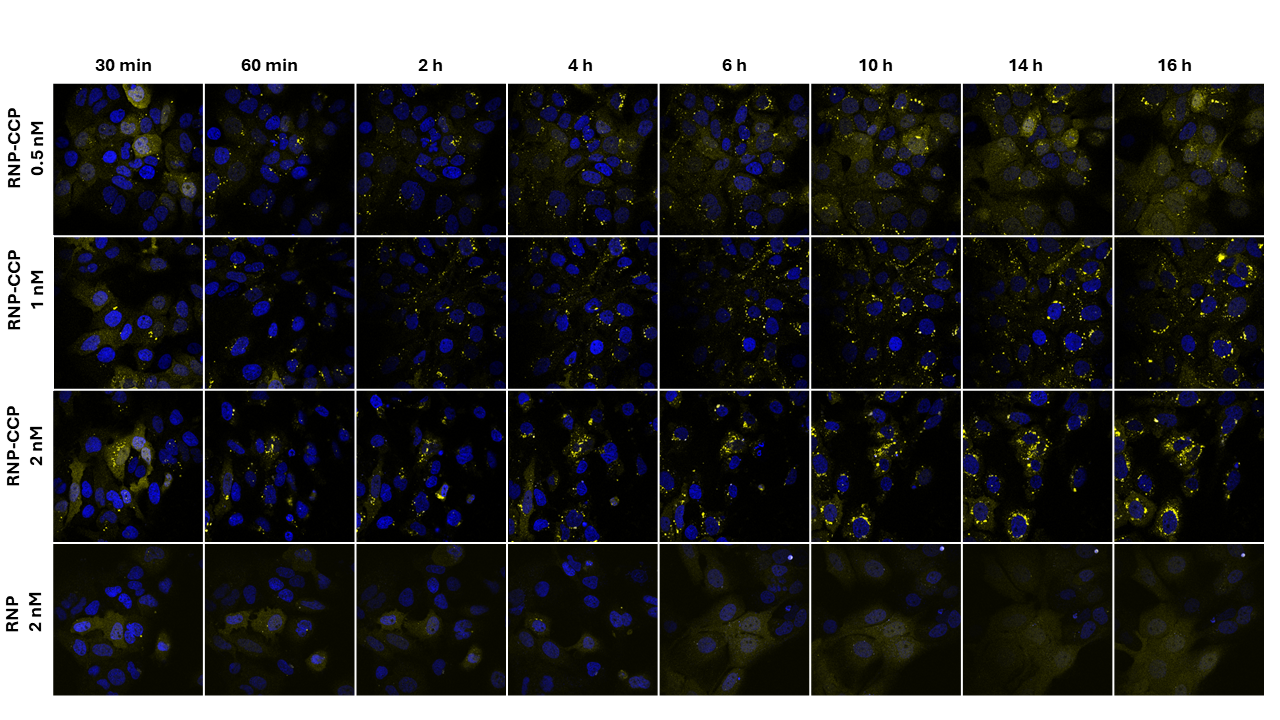 30 min 60 min 2 h 4 h 6 h 10 h 14 h 16 h
RNP-CCP
0.5 nM
RNP-CCP
1 nM
RNP-CCP
2 nM
RNP
2 nM